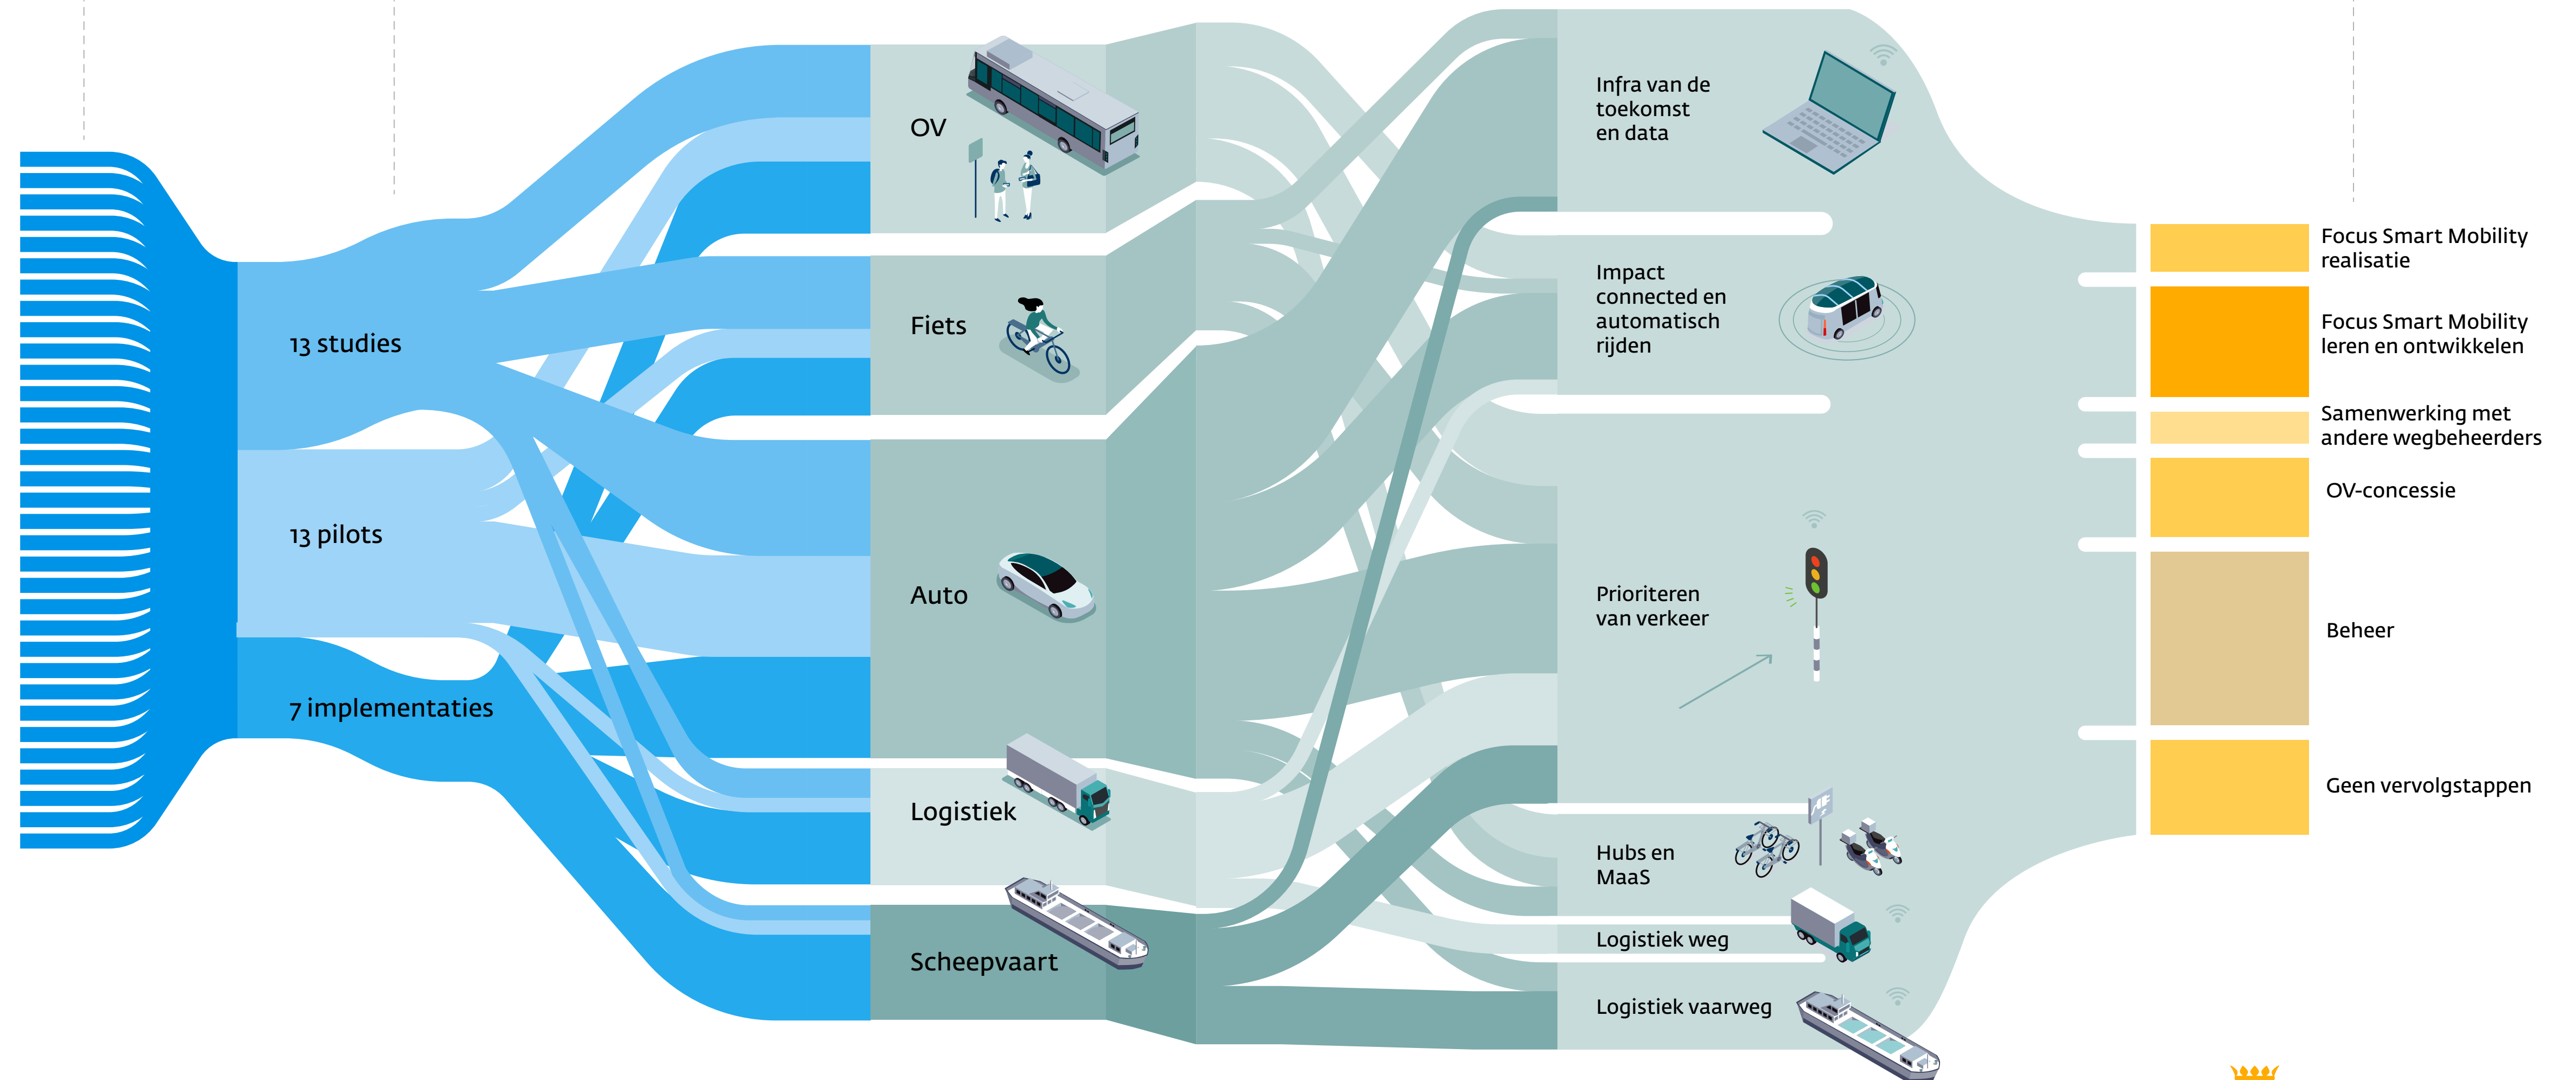 13 studies
13 pilots
7 implementaties
OV
Fiets
Auto
Logistiek
Scheepvaart
Infra van de
toekomst
en data
Impact
connected en
automatisch
rijden
Prioriteren
van verkeer
Hubs en
MaaS
Logistiek weg
Logistiek vaarweg
Focus Smart Mobility
realisatie
Focus Smart Mobility
leren en ontwikkelen
Samenwerking met
andere wegbeheerders
OV-concessie
Beheer
Geen vervolgstappen